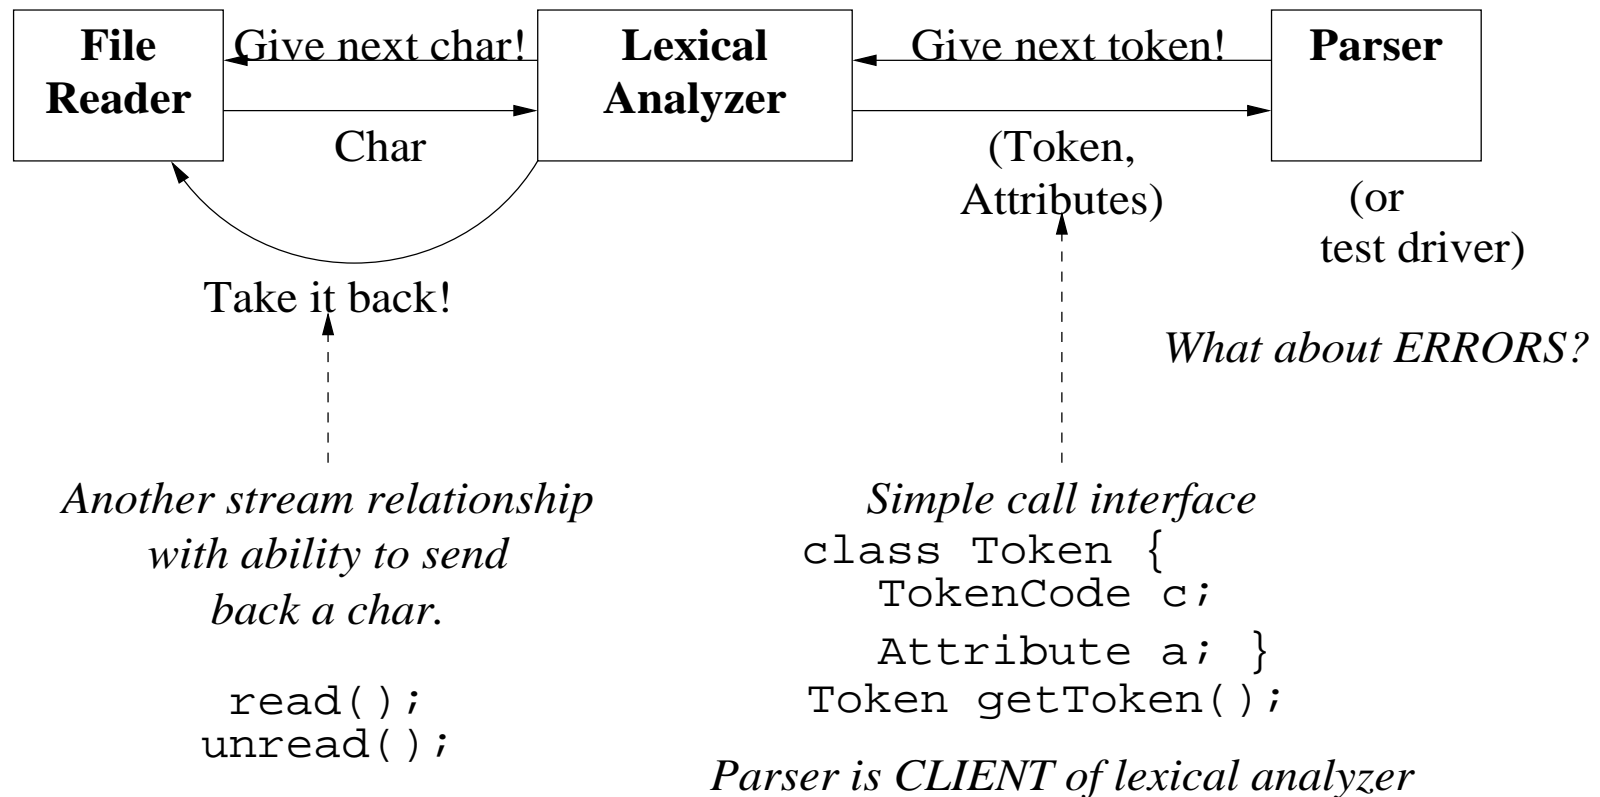 File
Reader
Give next char!
Lexical
Analyzer
Give next token!
Parser
Char
(Token,
Attributes)
(or
test driver)
Take it back!
What about ERRORS?
Another stream relationship
with ability to send
back a char.
read();
unread();
Simple call interface
class Token {
TokenCode c;
Attribute a; }
Token getToken();
Parser is CLIENT of lexical analyzer